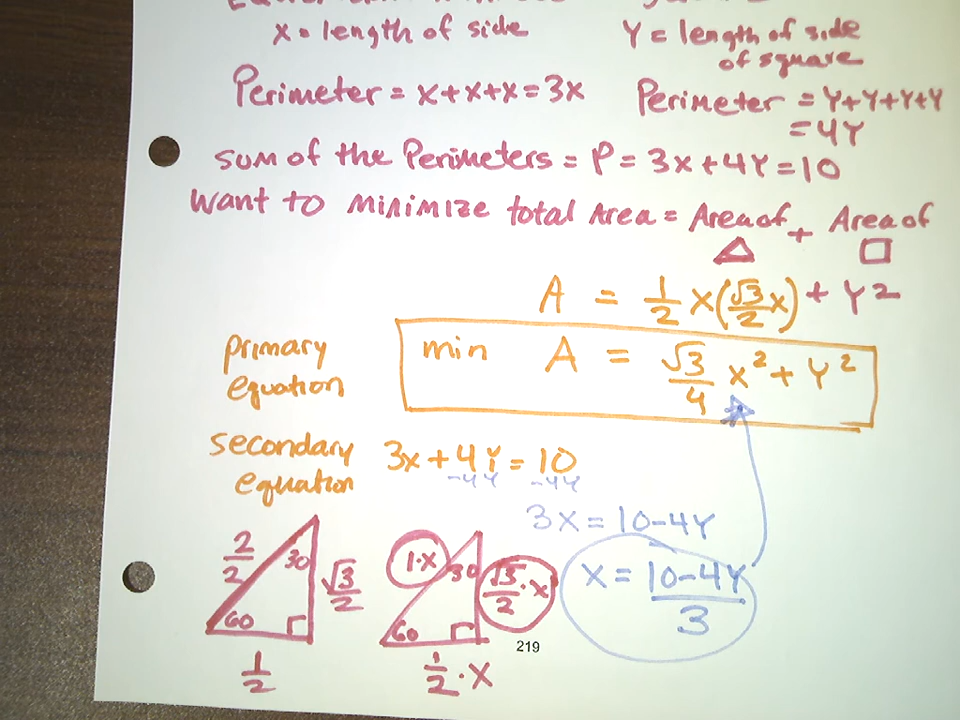 x = length of side
Y = length of side
of square
Perimeter = x+x+x=3x
Perimeter = Y+Y+Y+Y
= 4Y
sum of the Perimeters = P = 3x+4Y=10
Want to minimize total Area = Area of △ + Area of □
A = 1/2 x(√3/2 x) + Y²
primary
equation
min A = √3/4 x² + Y²
secondary
equation
3x+4Y=10
-4Y -4Y
3x=10-4Y
x = (10-4Y)/3
2/2 30 √3/2
60
1/2
1·x 30 √3/2·x
60
1/2·x
219